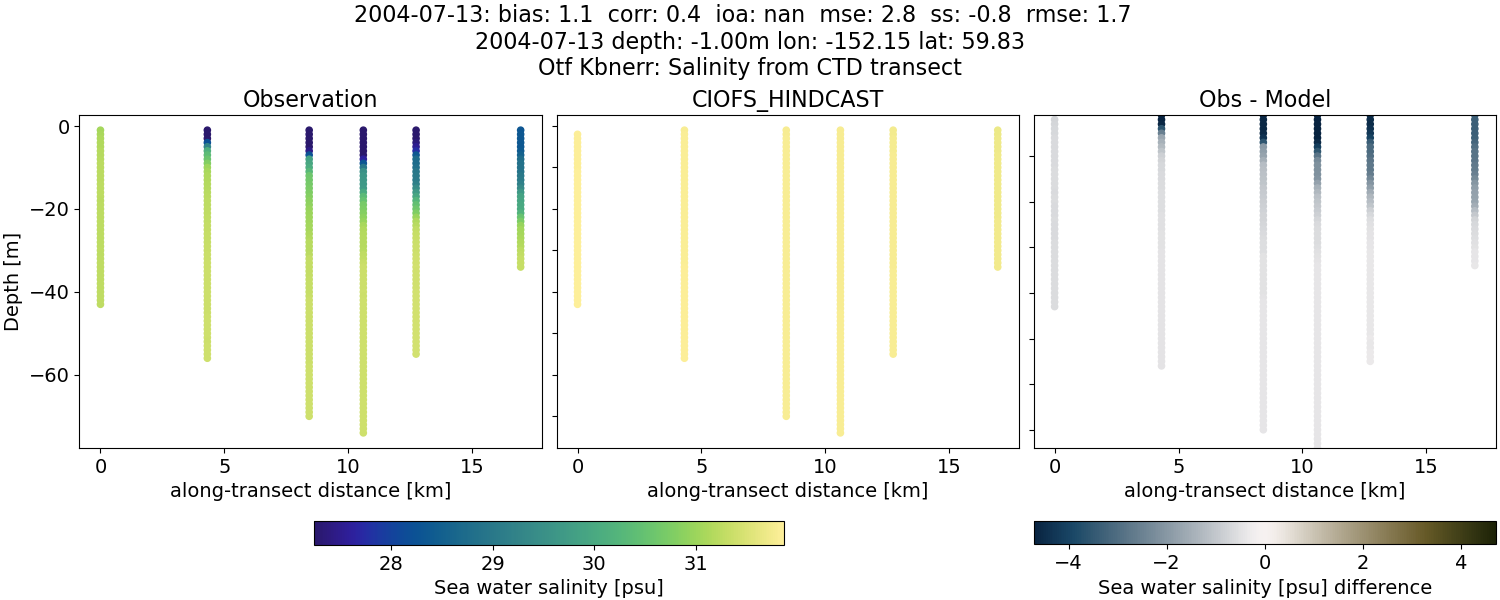 2004-07-13: bias: 1.1  corr: 0.4  ioa: nan  mse: 2.8  ss: -0.8  rmse: 1.7
2004-07-13 depth: -1.00m lon: -152.15 lat: 59.83
Otf Kbnerr: Salinity from CTD transect
Observation
CIOFS_HINDCAST
Obs - Model
Depth [m]
0
−20
−40
−60
0 5 10 15
0 5 10 15
0 5 10 15
along-transect distance [km]
along-transect distance [km]
along-transect distance [km]
28 29 30 31
Sea water salinity [psu]
−4 −2 0 2 4
Sea water salinity [psu] difference